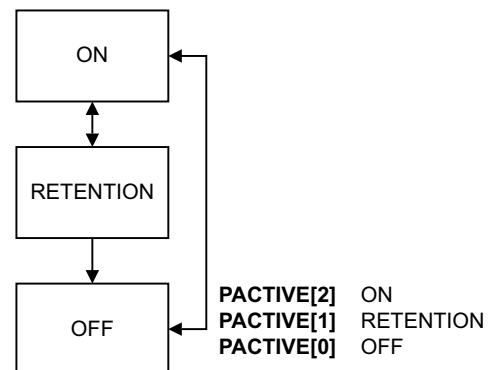 ON
RETENTION
OFF
PACTIVE[2] ON
PACTIVE[1] RETENTION
PACTIVE[0] OFF